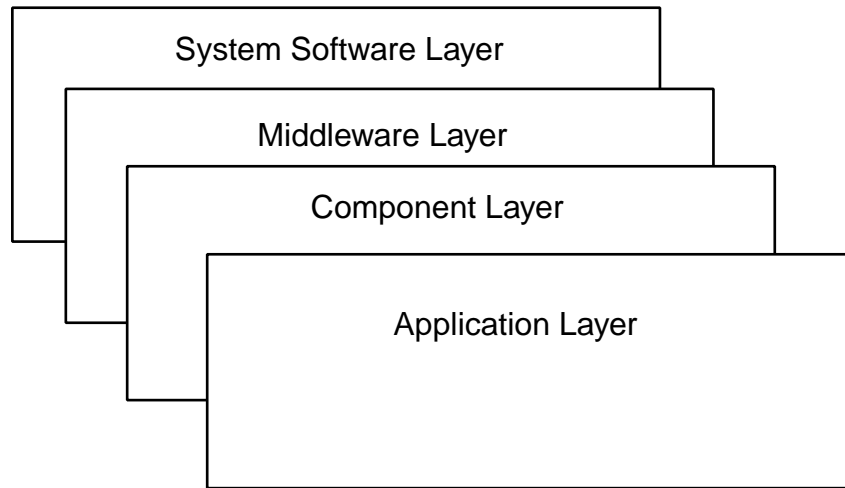 System Software Layer
Middleware Layer
Component Layer
Application Layer